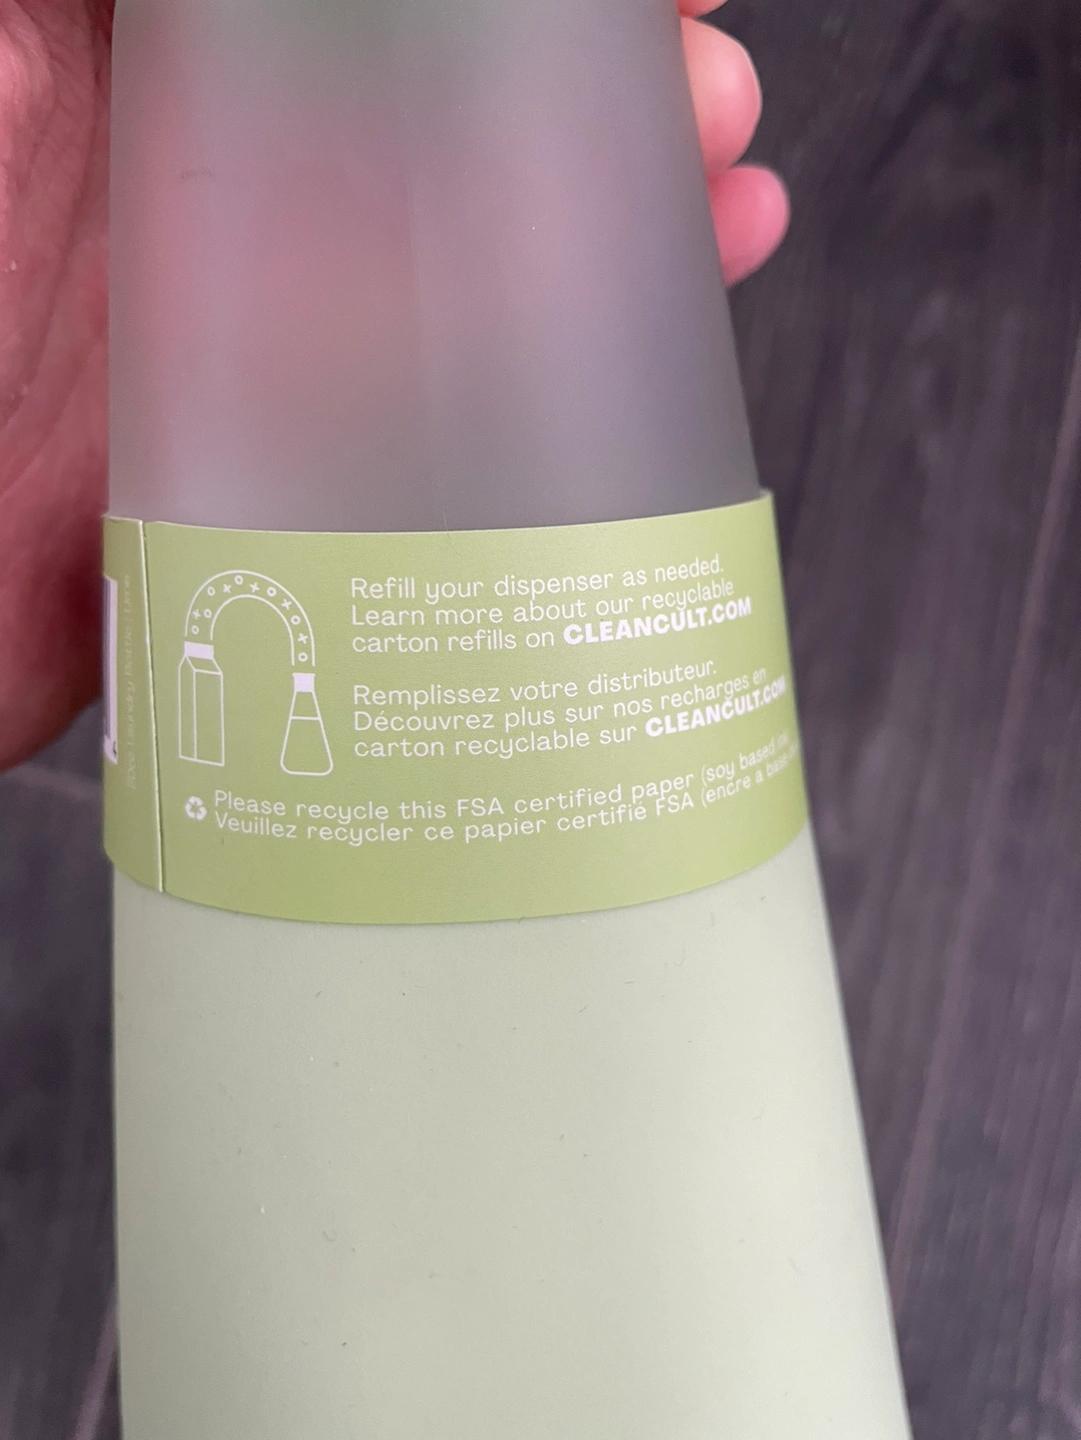 Refill your dispenser as needed.
Learn more about our recyclable
carton refills on CLEANCULT.COM
Remplissez votre distributeur.
Découvrez plus sur nos recharges en
carton recyclable sur CLEANCULT.COM
Please recycle this FSA certified paper (soy based
Veuillez recycler ce papier certifié FSA (encre a base